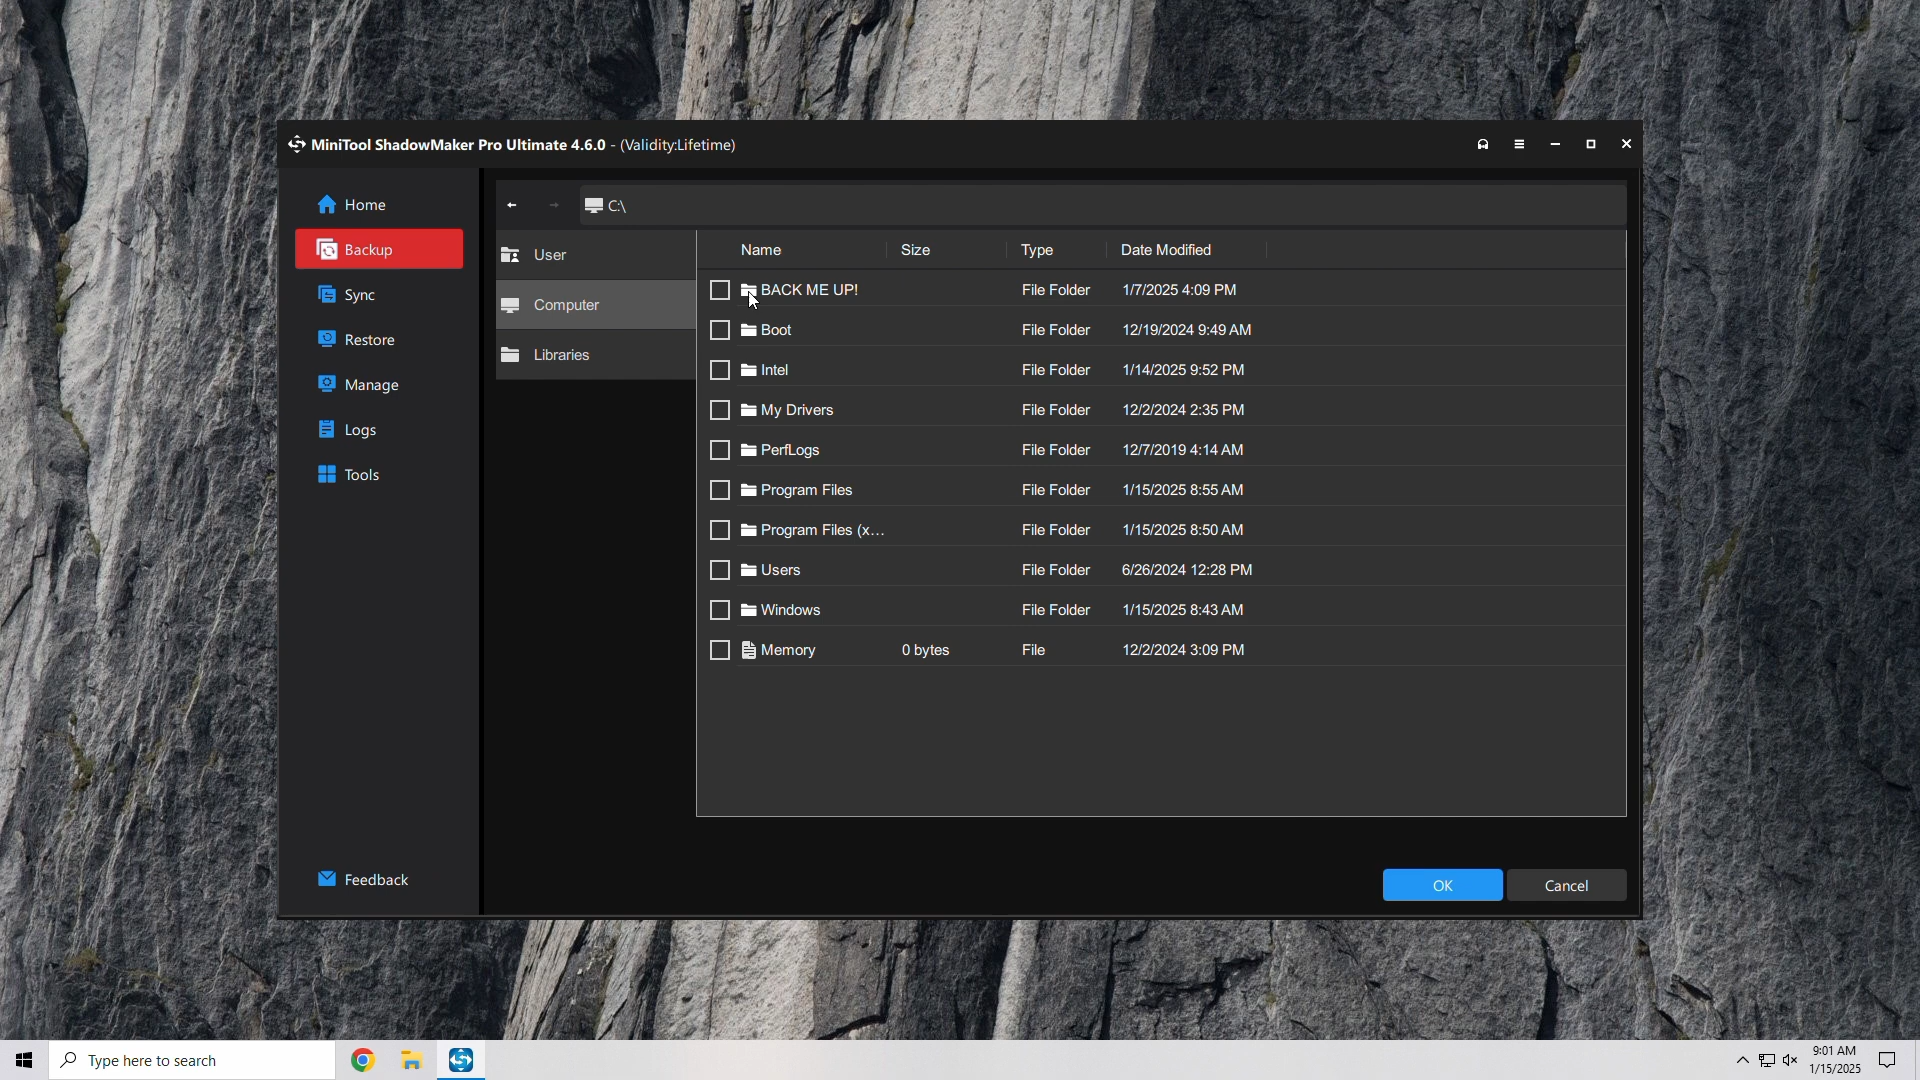 MiniTool ShadowMaker Pro Ultimate 4.6.0 - (Validity:Lifetime)
Home
Backup
Sync
Restore
Manage
Logs
Tools
Feedback
C:\
User
Computer
Libraries
Name Size Type Date Modified
BACK ME UP! File Folder 1/7/2025 4:09 PM
Boot File Folder 12/19/2024 9:49 AM
Intel File Folder 1/14/2025 9:52 PM
My Drivers File Folder 12/2/2024 2:35 PM
PerfLogs File Folder 12/7/2019 4:14 AM
Program Files File Folder 1/15/2025 8:55 AM
Program Files (x... File Folder 1/15/2025 8:50 AM
Users File Folder 6/26/2024 12:28 PM
Windows File Folder 1/15/2025 8:43 AM
Memory 0 bytes File 12/2/2024 3:09 PM
OK Cancel
Type here to search
9:01 AM
1/15/2025